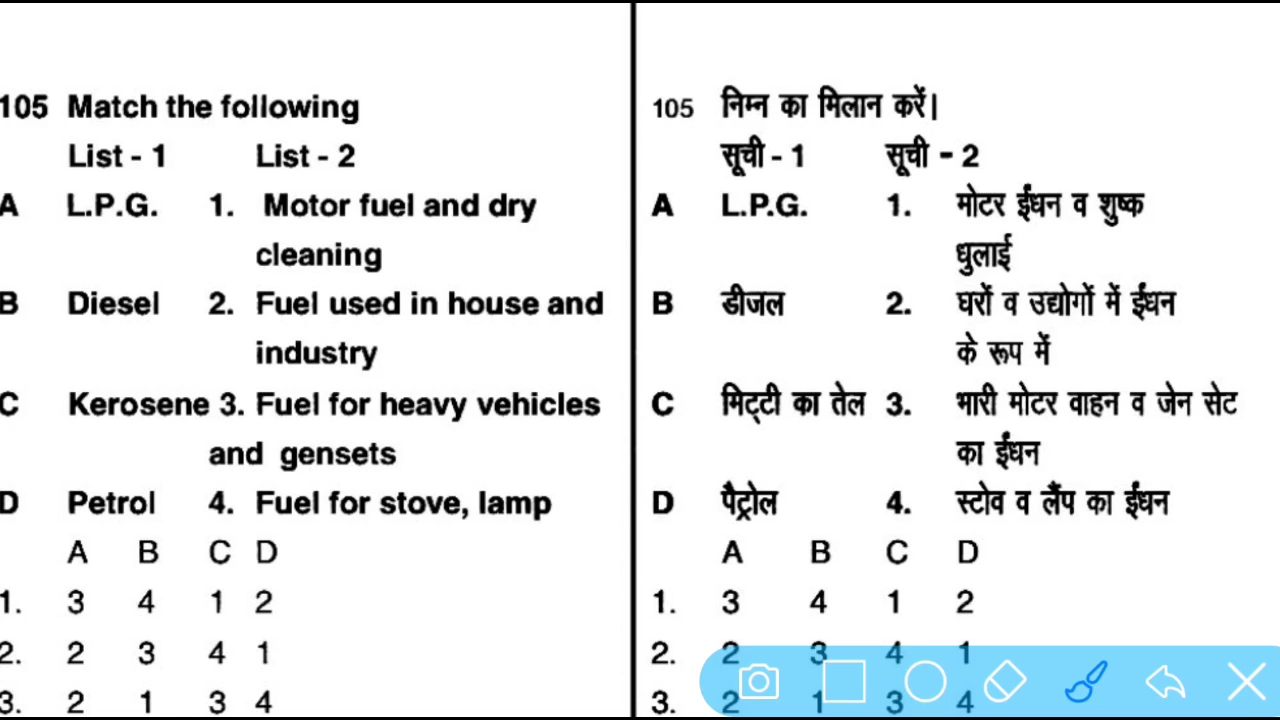 105 Match the following
List - 1 List - 2
A L.P.G. 1. Motor fuel and dry
cleaning
B Diesel 2. Fuel used in house and
industry
C Kerosene 3. Fuel for heavy vehicles
and gensets
D Petrol 4. Fuel for stove, lamp
A B C D
1. 3 4 1 2
2. 2 3 4 1
3. 2 1 3 4
105 निम्न का मिलान करें।
सूची - 1 सूची - 2
A L.P.G. 1. मोटर ईंधन व शुष्क
धुलाई
B डीजल 2. घरों व उद्योगों में ईंधन
के रूप में
C मिट्टी का तेल 3. भारी मोटर वाहन व जेन सेट
का ईंधन
D पैट्रोल 4. स्टोव व लैंप का ईंधन
A B C D
1. 3 4 1 2
2. 2 3 4 1
3. 2 1 3 4